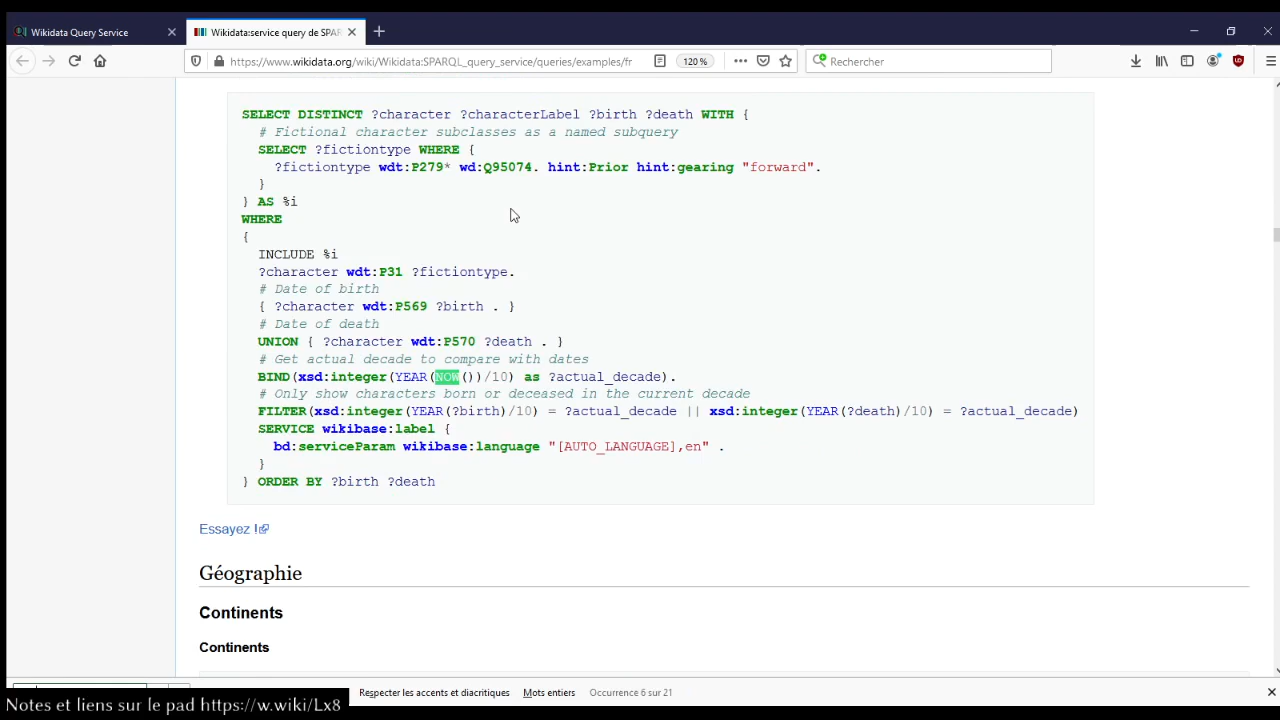 Wikidata Query Service
Wikidata:service query de SPAR
https://www.wikidata.org/wiki/Wikidata:SPARQL_query_service/queries/examples/fr
120 %
Rechercher
SELECT DISTINCT ?character ?characterLabel ?birth ?death WITH {
# Fictional character subclasses as a named subquery
SELECT ?fictiontype WHERE {
?fictiontype wdt:P279* wd:Q95074. hint:Prior hint:gearing "forward".
}
} AS %i
WHERE
{
INCLUDE %i
?character wdt:P31 ?fictiontype.
# Date of birth
{ ?character wdt:P569 ?birth . }
# Date of death
UNION { ?character wdt:P570 ?death . }
# Get actual decade to compare with dates
BIND(xsd:integer(YEAR(NOW())/10) as ?actual_decade).
# Only show characters born or deceased in the current decade
FILTER(xsd:integer(YEAR(?birth)/10) = ?actual_decade || xsd:integer(YEAR(?death)/10) = ?actual_decade)
SERVICE wikibase:label {
bd:serviceParam wikibase:language "[AUTO_LANGUAGE],en" .
}
} ORDER BY ?birth ?death
Essayez !
Géographie
Continents
Continents
Respecter les accents et diacritiques
Mots entiers
Occurrence 6 sur 21
Notes et liens sur le pad https://w.wiki/Lx8